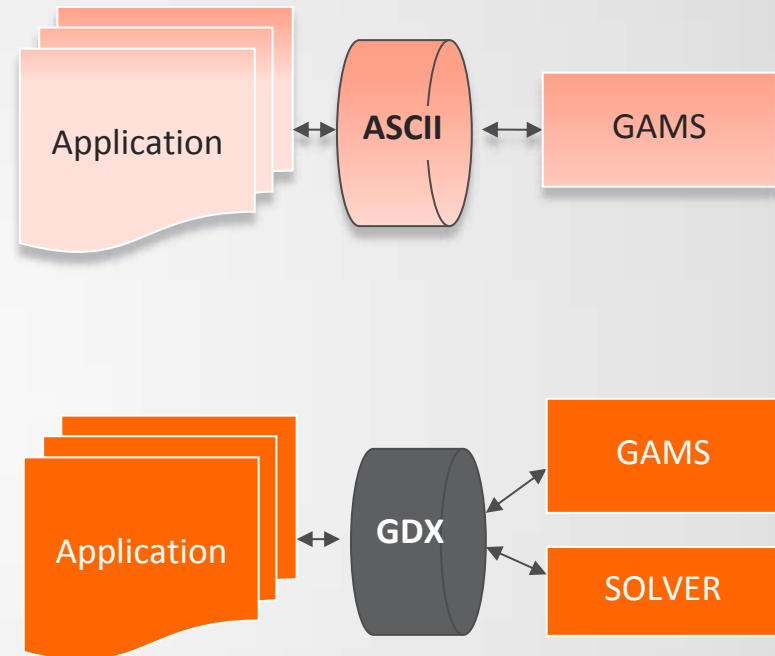 Application
ASCII
GAMS
Application
GDX
GAMS
SOLVER